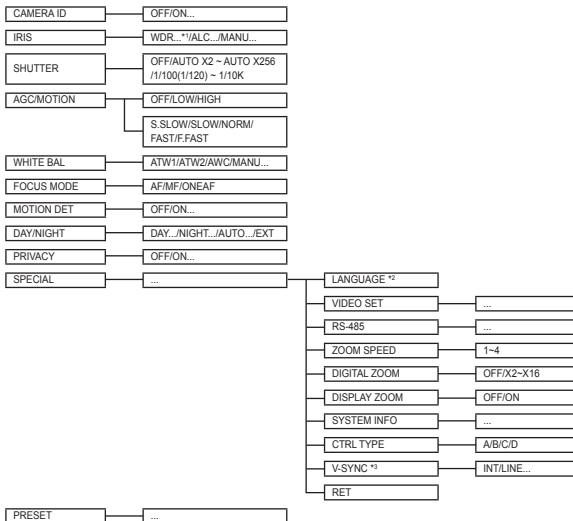 CAMERA ID
OFF/ON...
IRIS
WDR...*1/ALC.../MANU...
SHUTTER
OFF/AUTO X2 ~ AUTO X256
/1/100(1/120) ~ 1/10K
AGC/MOTION
OFF/LOW/HIGH
S.SLOW/SLOW/NORM/
FAST/F.FAST
WHITE BAL
ATW1/ATW2/AWC/MANU...
FOCUS MODE
AF/MF/ONEAF
MOTION DET
OFF/ON...
DAY/NIGHT
DAY.../NIGHT.../AUTO.../EXT
PRIVACY
OFF/ON...
SPECIAL
...
LANGUAGE *2
VIDEO SET
...
RS-485
...
ZOOM SPEED
1~4
DIGITAL ZOOM
OFF/X2~X16
DISPLAY ZOOM
OFF/ON
SYSTEM INFO
...
CTRL TYPE
A/B/C/D
V-SYNC *3
INT/LINE...
RET
PRESET
...